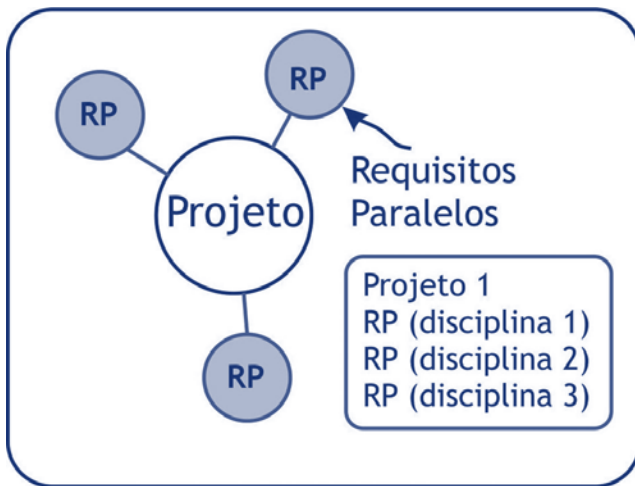 RP
RP
Projeto
Requisitos
Paralelos
RP
Projeto 1
RP (disciplina 1)
RP (disciplina 2)
RP (disciplina 3)